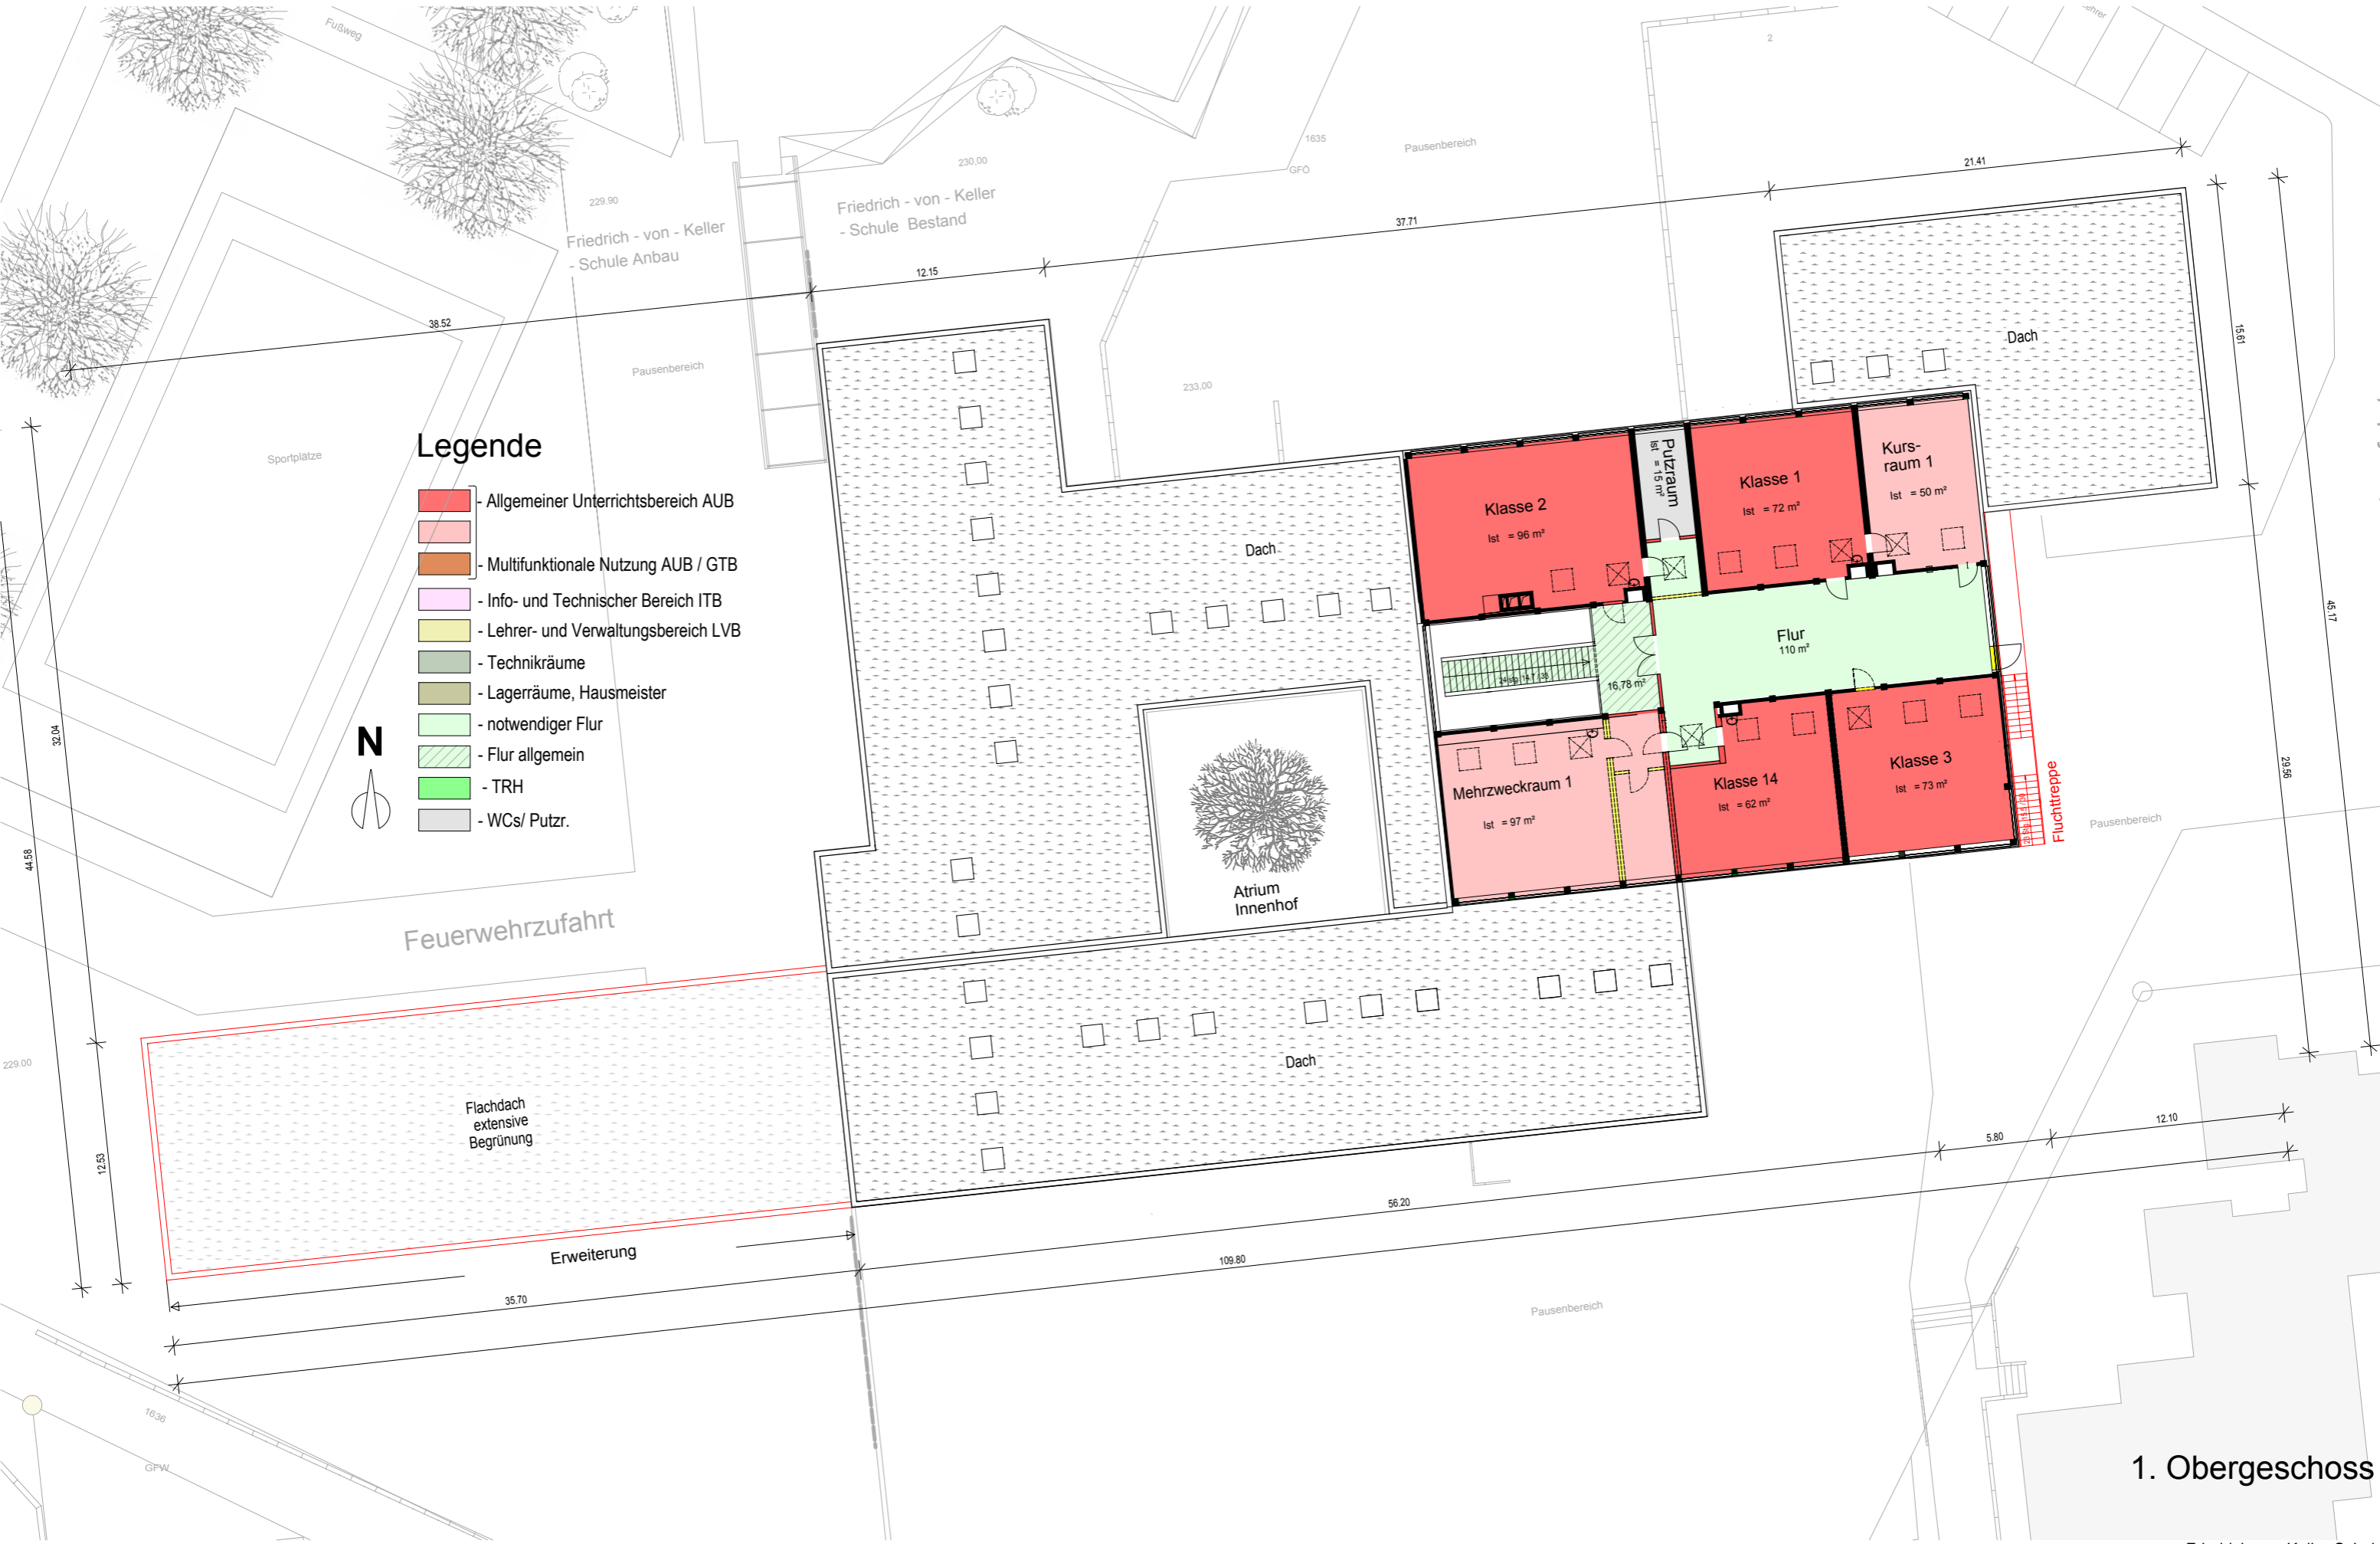 Fußweg
2
1635
GFÖ
Pausenbereich
230,00
229.90
Friedrich - von - Keller
- Schule Anbau
Friedrich - von - Keller
- Schule Bestand
21.41
37.71
12.15
38.52
15.61
45.17
29.56
Dach
Pausenbereich
233,00
Sportplätze
Legende
- Allgemeiner Unterrichtsbereich AUB
- Multifunktionale Nutzung AUB / GTB
- Info- und Technischer Bereich ITB
- Lehrer- und Verwaltungsbereich LVB
- Technikräume
- Lagerräume, Hausmeister
- notwendiger Flur
- Flur allgemein
- TRH
- WCs/ Putzr.
N
Klasse 2
Ist = 96 m²
Putzraum
Ist = 15 m²
Klasse 1
Ist = 72 m²
Kurs-
raum 1
Ist = 50 m²
Dach
Flur
110 m²
16,78 m²
Mehrzweckraum 1
Ist = 97 m²
Klasse 14
Ist = 62 m²
Klasse 3
Ist = 73 m²
Fluchttreppe
Pausenbereich
Atrium
Innenhof
32.04
44.58
12.53
Feuerwehrzufahrt
229.00
Flachdach
extensive
Begrünung
Dach
Erweiterung
35.70
56.20
5.80
12.10
109.80
Pausenbereich
1636
GFW
1. Obergeschoss